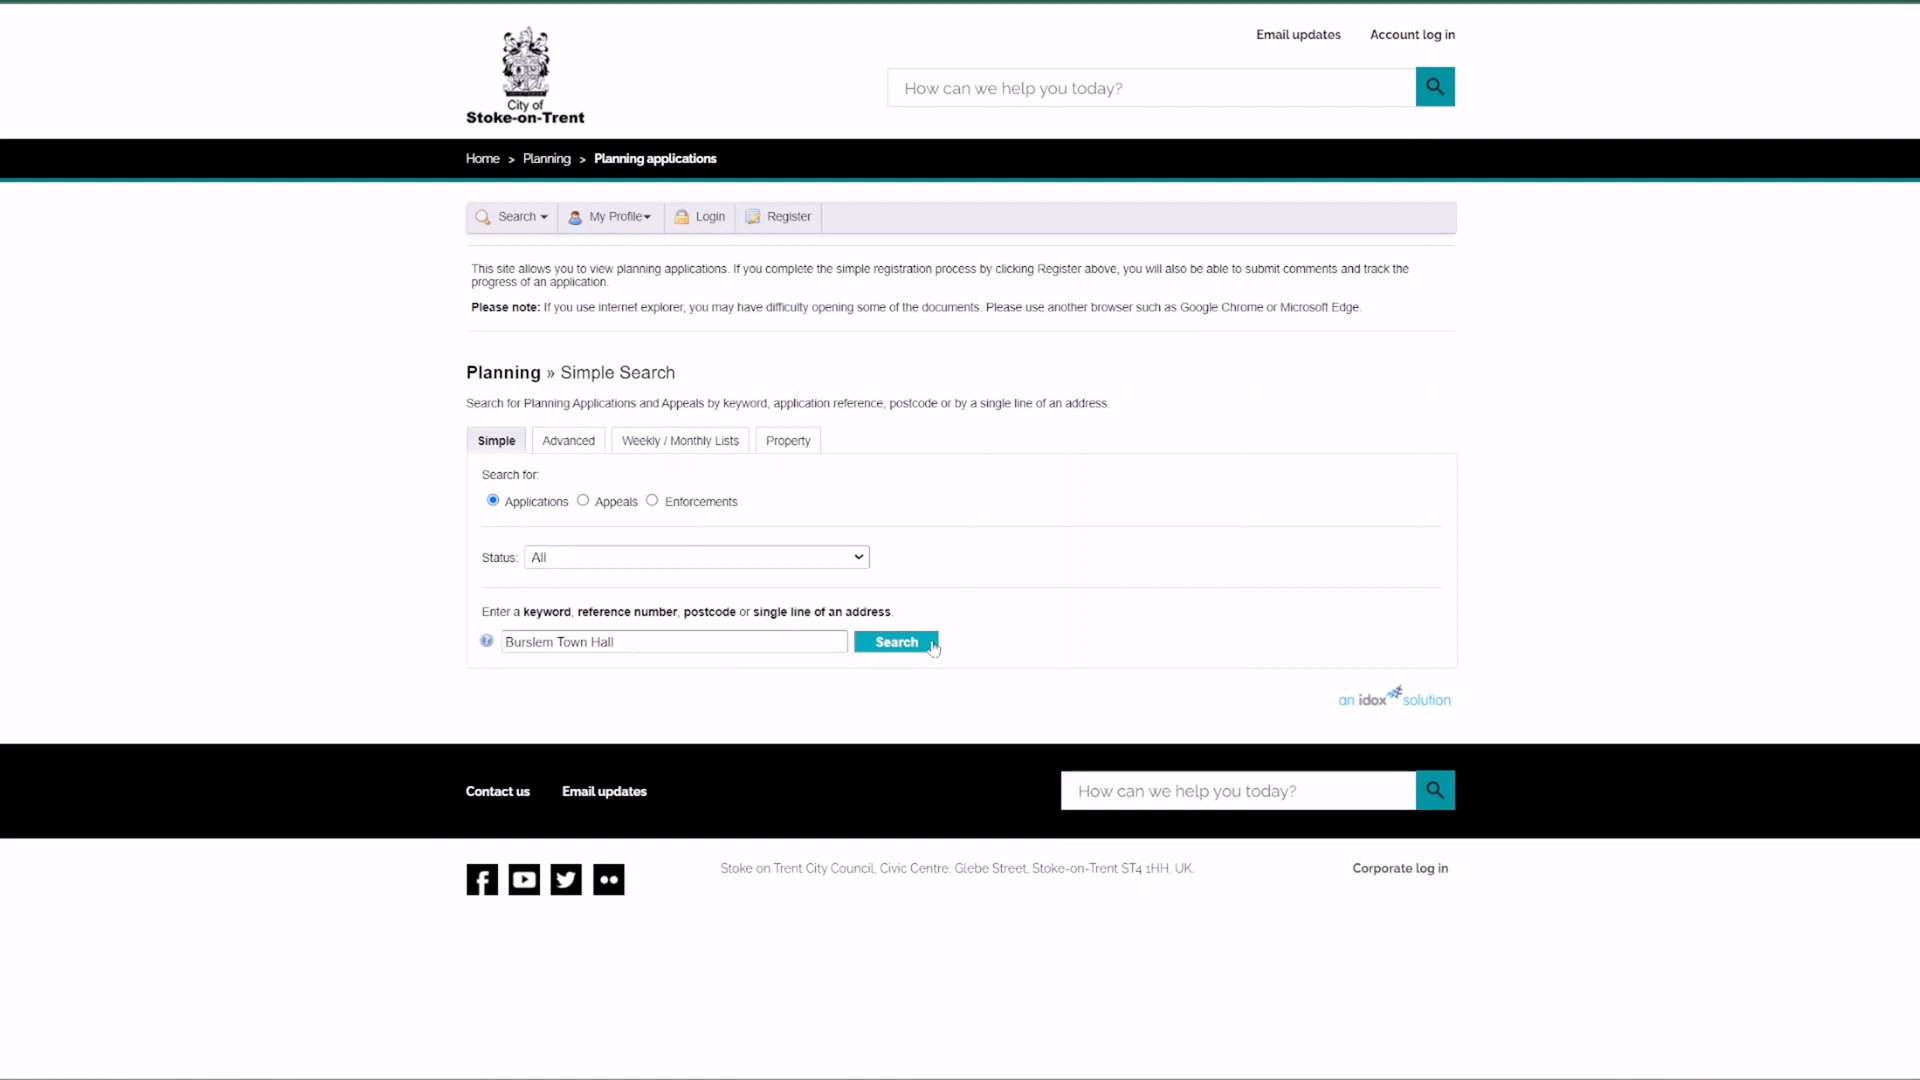 City of
Stoke-on-Trent
Email updates
Account log in
How can we help you today?
Home > Planning > Planning applications
Search
My Profile
Login
Register
This site allows you to view planning applications. If you complete the simple registration process by clicking Register above, you will also be able to submit comments and track the
progress of an application.
Please note: If you use internet explorer, you may have difficulty opening some of the documents. Please use another browser such as Google Chrome or Microsoft Edge.
Planning » Simple Search
Search for Planning Applications and Appeals by keyword, application reference, postcode or by a single line of an address.
Simple
Advanced
Weekly / Monthly Lists
Property
Search for:
Applications
Appeals
Enforcements
Status: All
Enter a keyword, reference number, postcode or single line of an address.
Burslem Town Hall
Search
an idox solution
Contact us
Email updates
How can we help you today?
Stoke on Trent City Council, Civic Centre, Glebe Street, Stoke-on-Trent ST4 1HH, UK.
Corporate log in